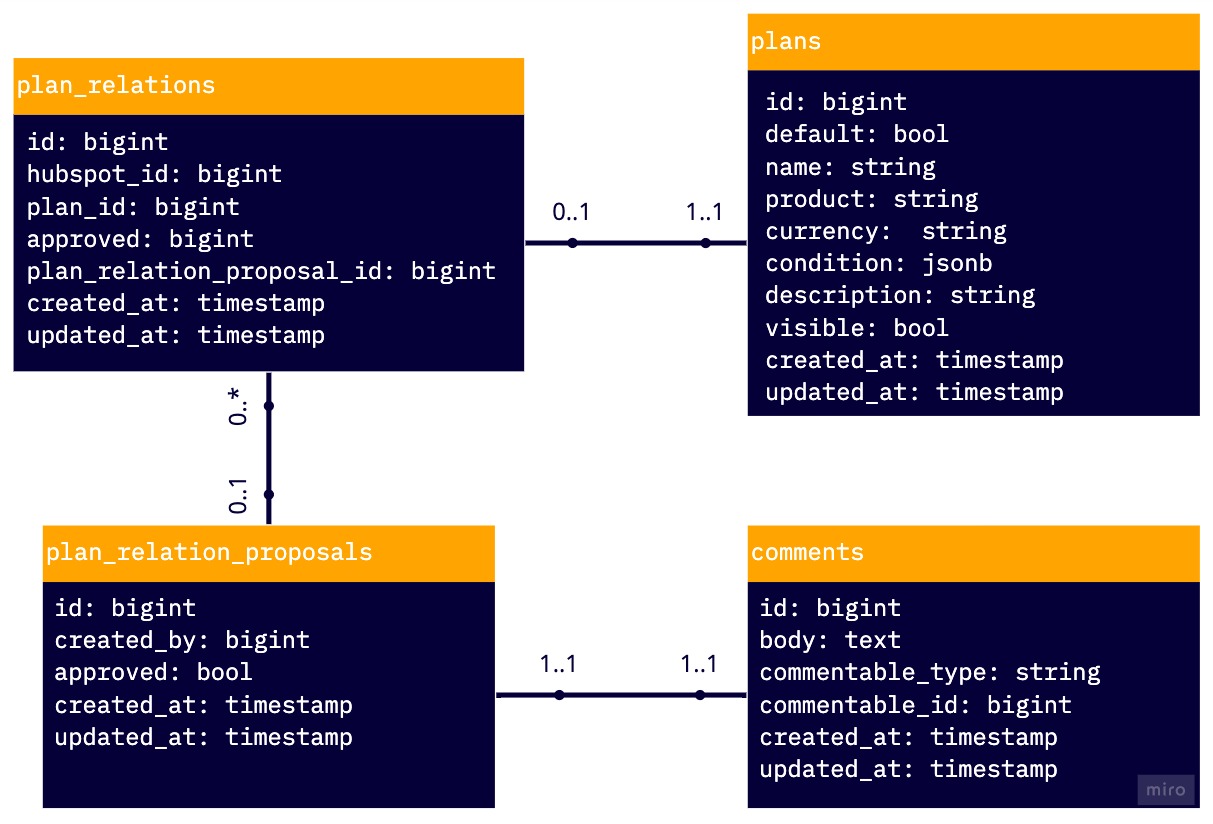 plan_relations
id: bigint
hubspot_id: bigint
plan_id: bigint
approved: bigint
plan_relation_proposal_id: bigint
created_at: timestamp
updated_at: timestamp
0..1
1..1
plans
id: bigint
default: bool
name: string
product: string
currency:  string
condition: jsonb
description: string
visible: bool
created_at: timestamp
updated_at: timestamp
0..*
0..1
plan_relation_proposals
id: bigint
created_by: bigint
approved: bool
created_at: timestamp
updated_at: timestamp
1..1
1..1
comments
id: bigint
body: text
commentable_type: string
commentable_id: bigint
created_at: timestamp
updated_at: timestamp
miro